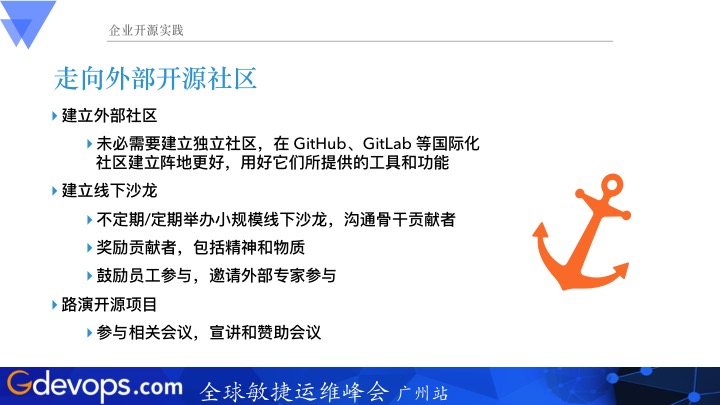 企业开源实践
走向外部开源社区
建立外部社区
未必需要建立独立社区，在 GitHub、GitLab 等国际化
社区建立阵地更好，用好它们所提供的工具和功能
建立线下沙龙
不定期/定期举办小规模线下沙龙，沟通骨干贡献者
奖励贡献者，包括精神和物质
鼓励员工参与，邀请外部专家参与
路演开源项目
参与相关会议，宣讲和赞助会议
Gdevops.com 全球敏捷运维峰会 广州站